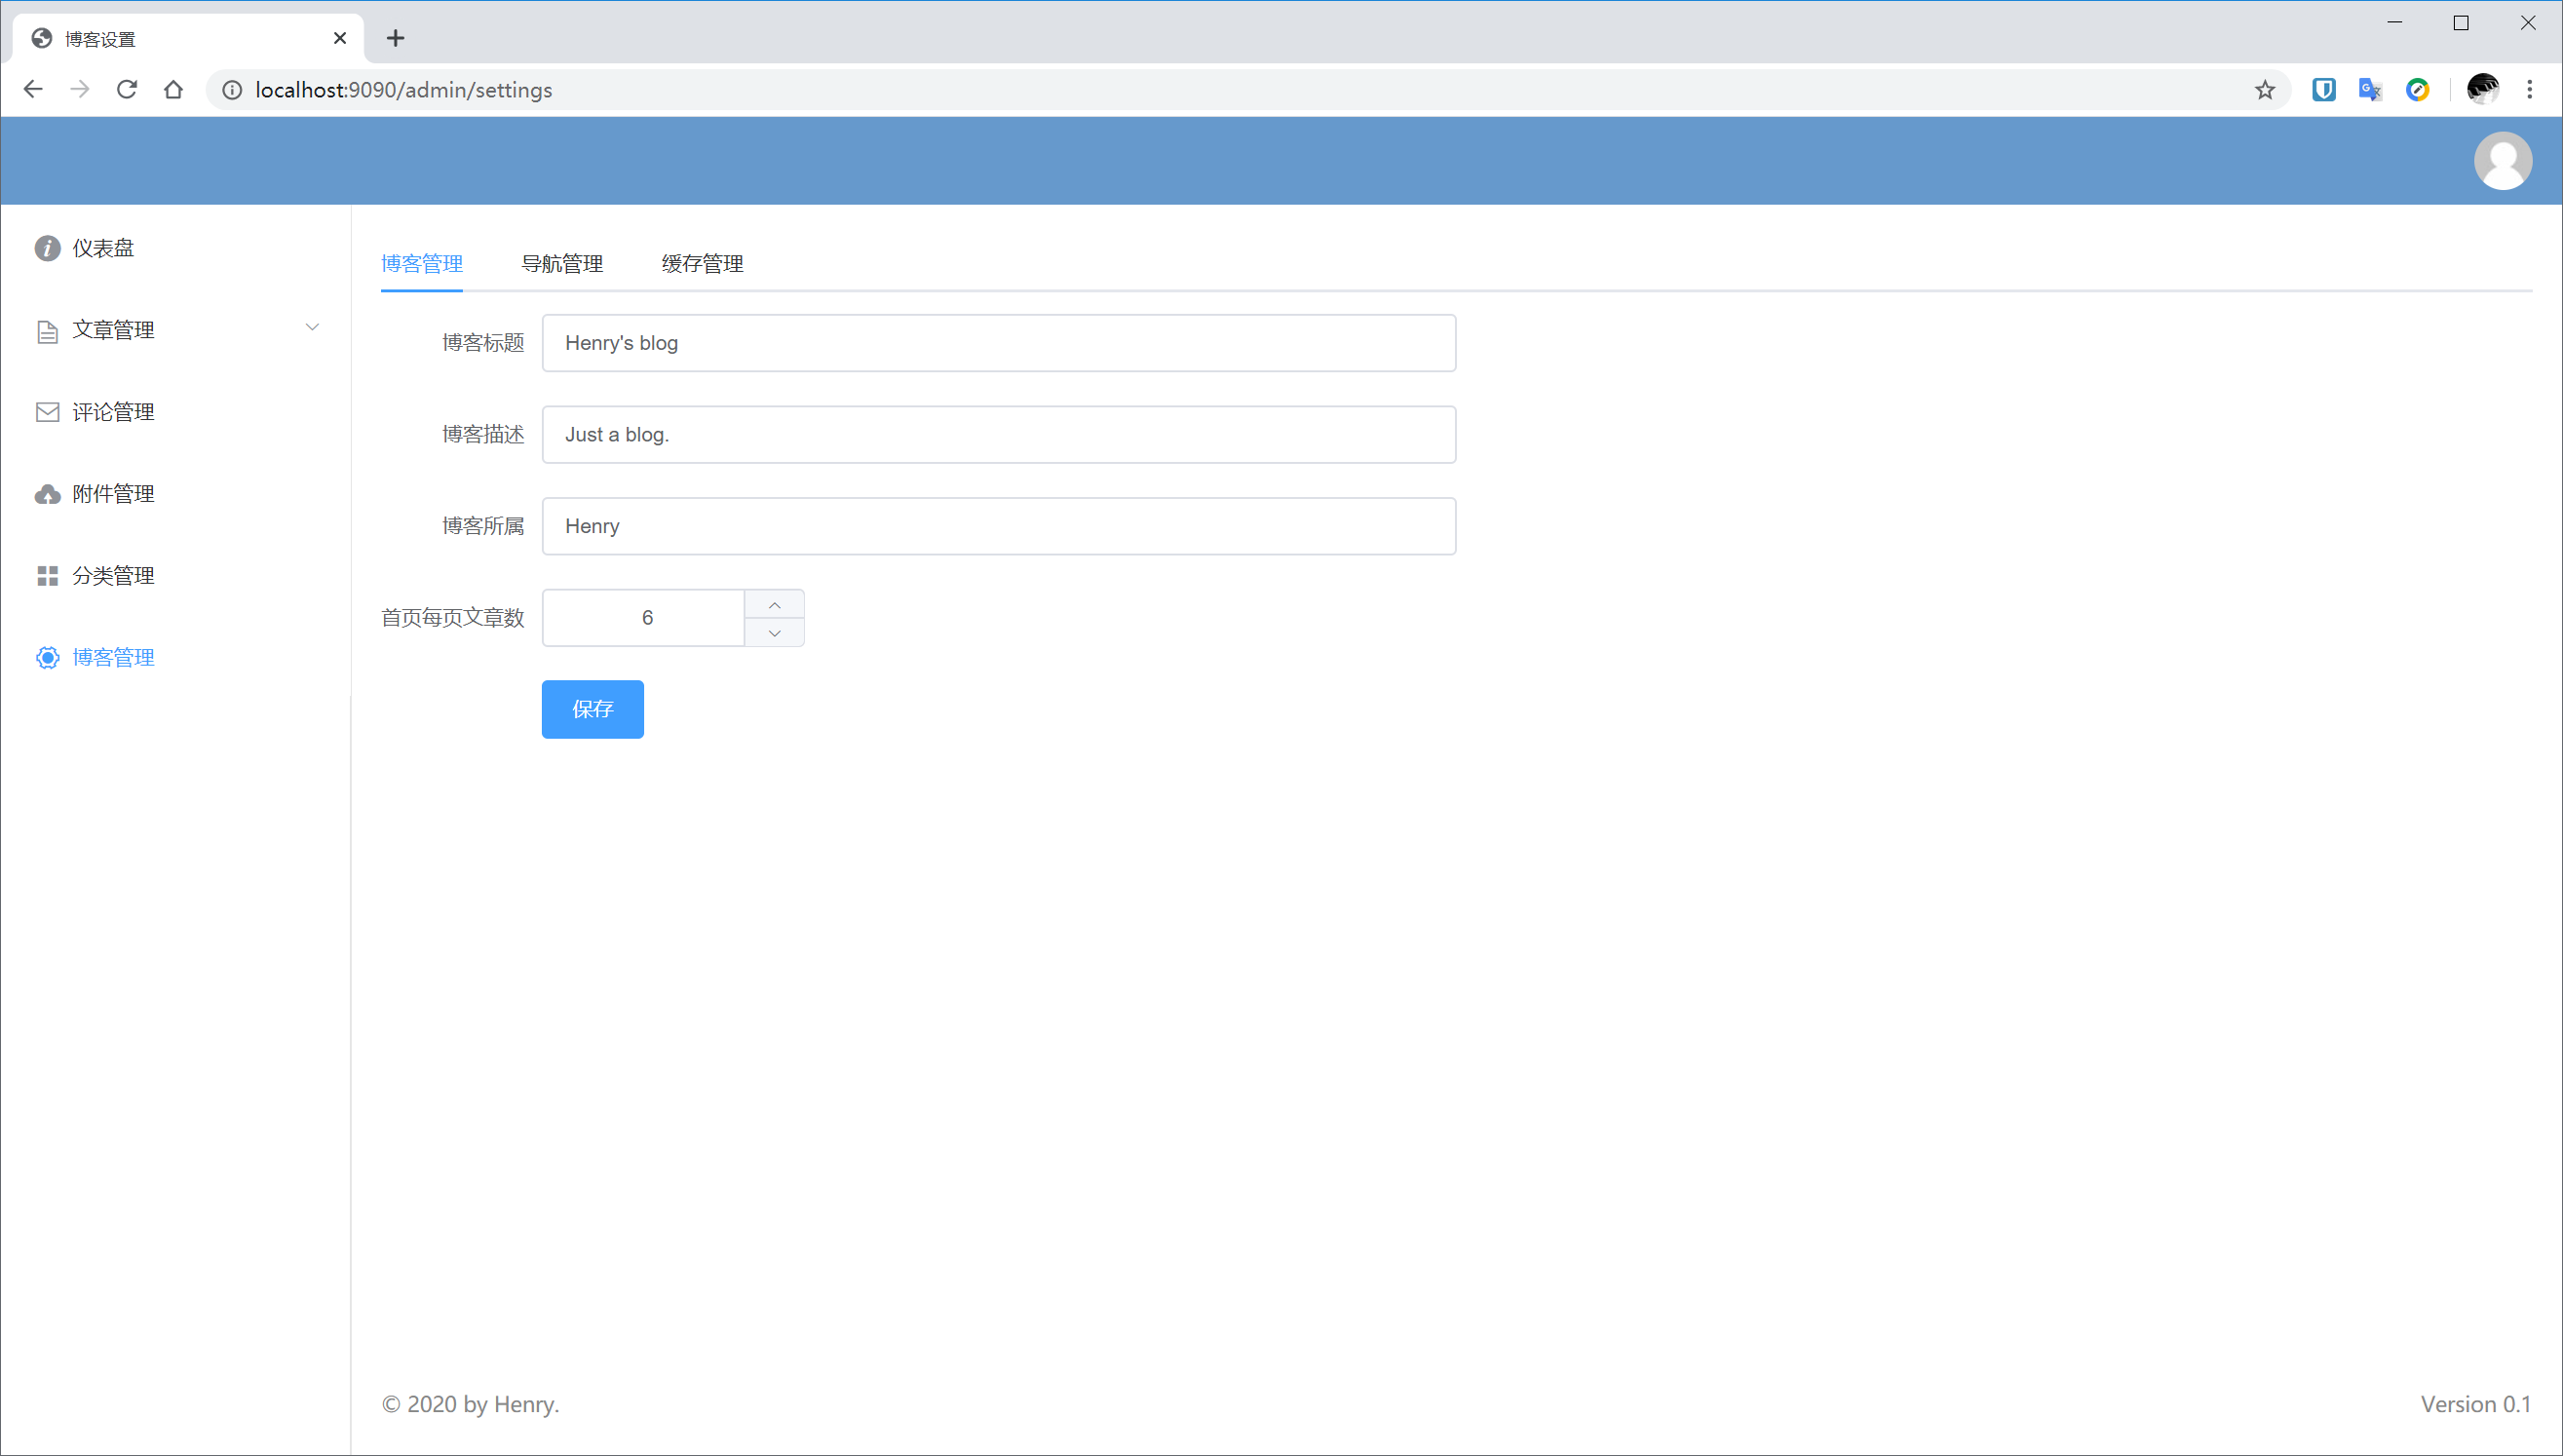 博客设置
localhost:9090/admin/settings
仪表盘
文章管理
评论管理
附件管理
分类管理
博客管理
博客管理 导航管理 缓存管理
博客标题 Henry's blog
博客描述 Just a blog.
博客所属 Henry
首页每页文章数 6
保存
© 2020 by Henry. Version 0.1